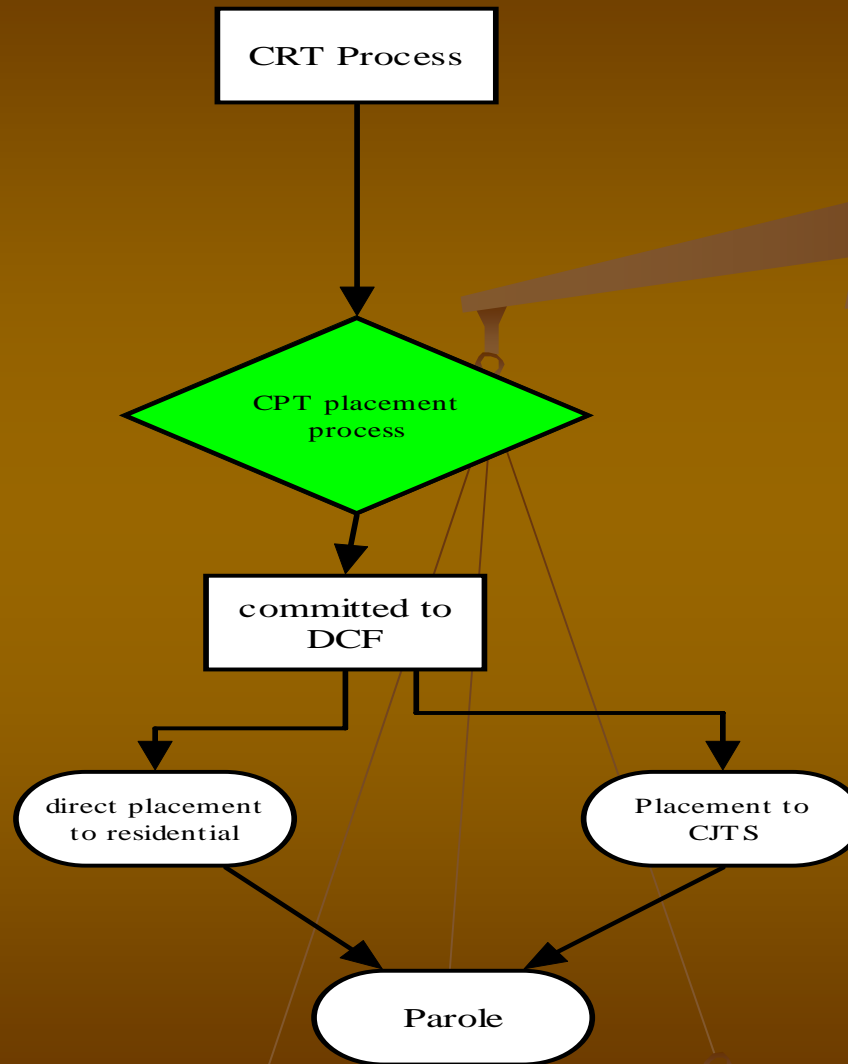 CRT Process
CPT placement
process
committed to
DCF
direct placement
to residential
Placement to
CJTS
Parole